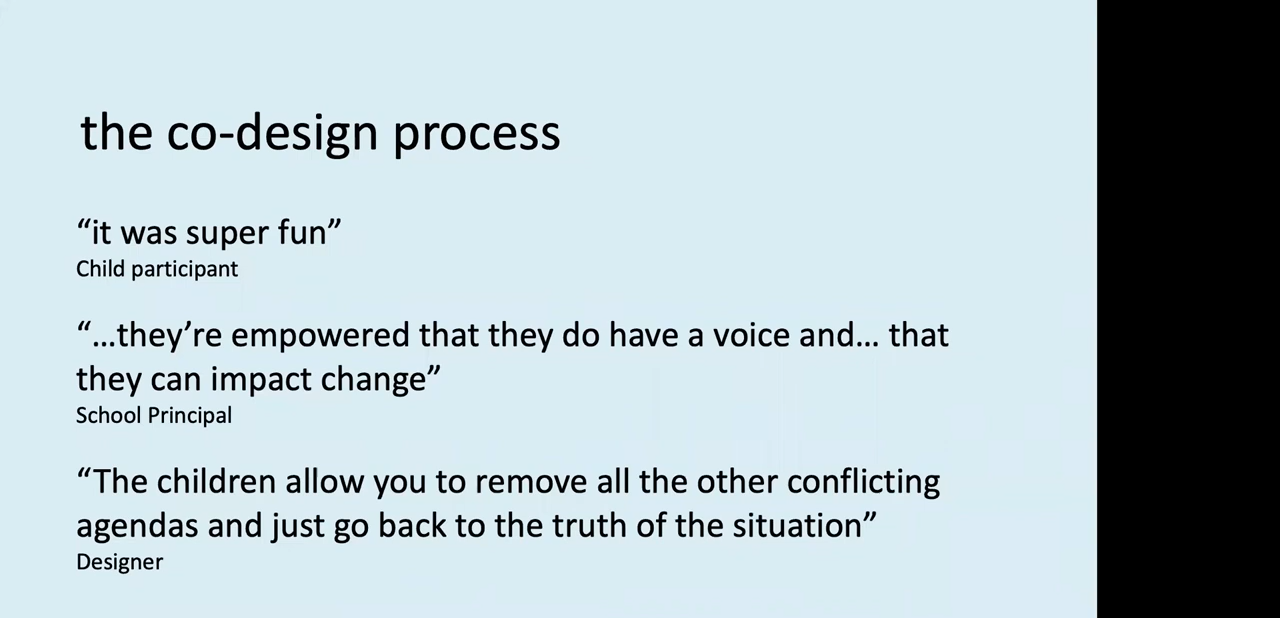 the co-design process
“it was super fun”
Child participant
“…they’re empowered that they do have a voice and… that
they can impact change”
School Principal
“The children allow you to remove all the other conflicting
agendas and just go back to the truth of the situation”
Designer